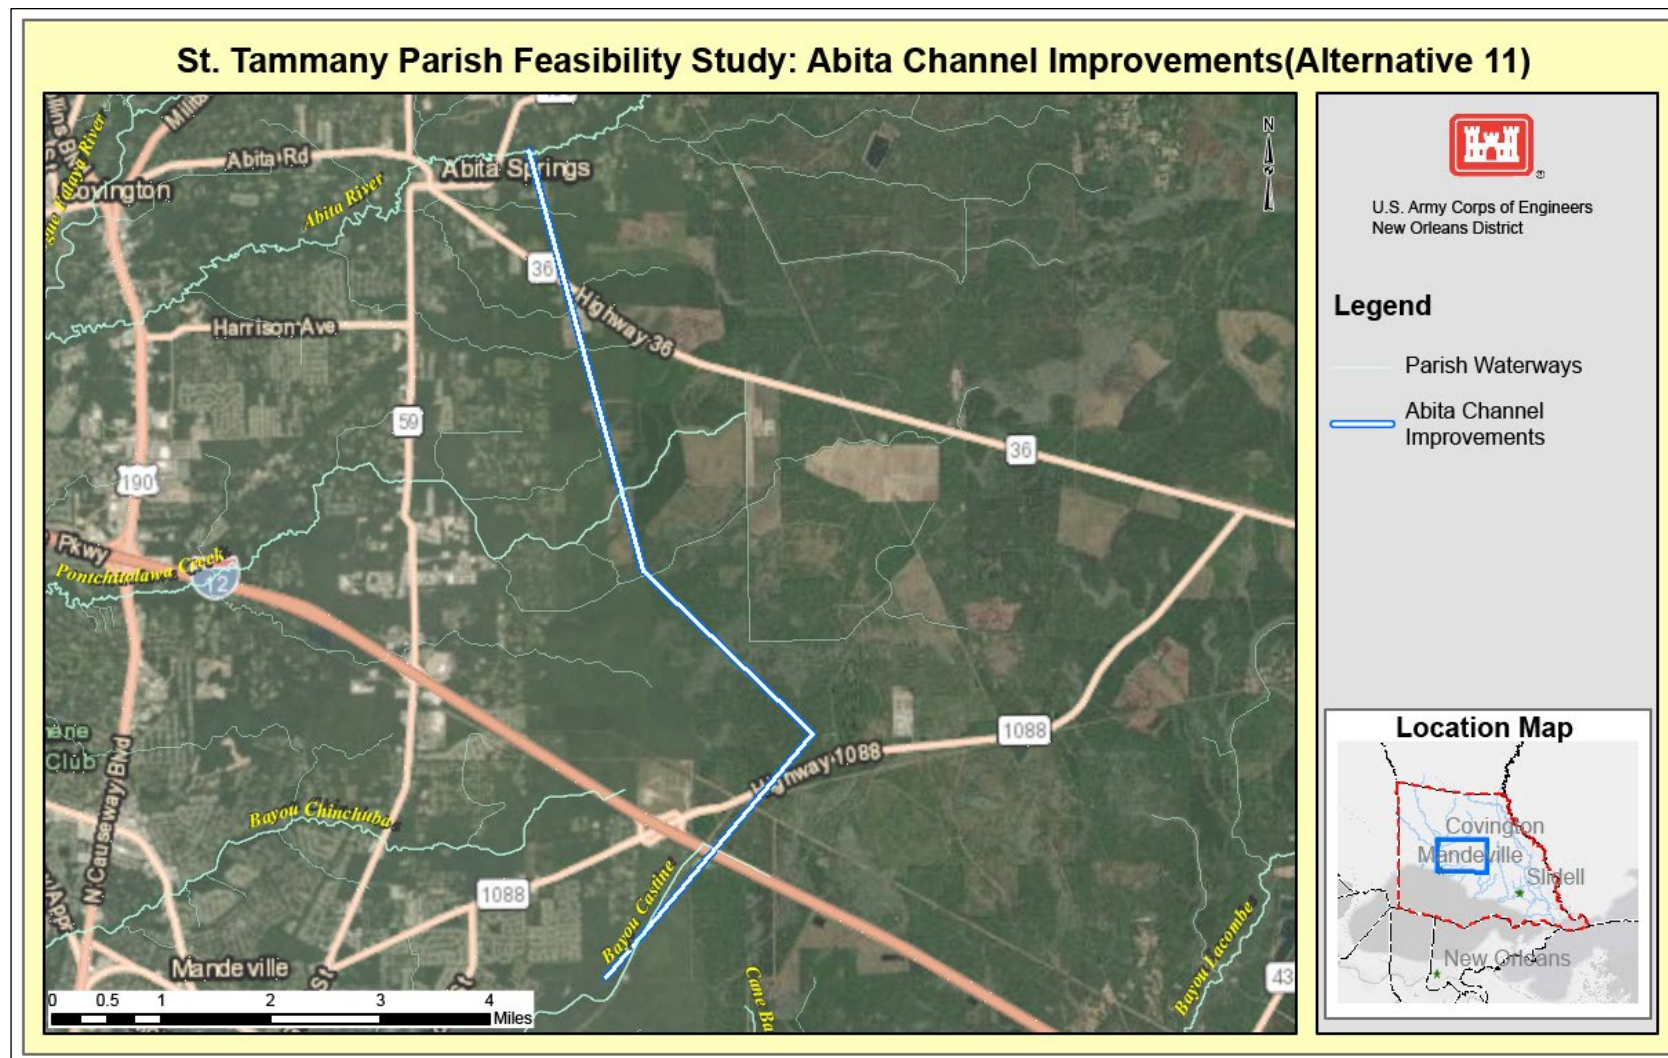 St. Tammany Parish Feasibility Study: Abita Channel Improvements(Alternative 11)
Abita Rd
Abita Springs
Covington
Abita River
N
36
Highway 36
Harrison Ave
59
36
190
Pkwy
Pontchitolawa Creek
12
1088
Highway 1088
Club
N Causeway Blvd
Bayou Chinchuba
1088
Bayou Castine
Bayou Lacombe
Mandeville
43
0 0.5 1 2 3 4
Miles
U.S. Army Corps of Engineers
New Orleans District
Legend
Parish Waterways
Abita Channel
Improvements
Location Map
Covington
Mandeville
Slidell
New Orleans